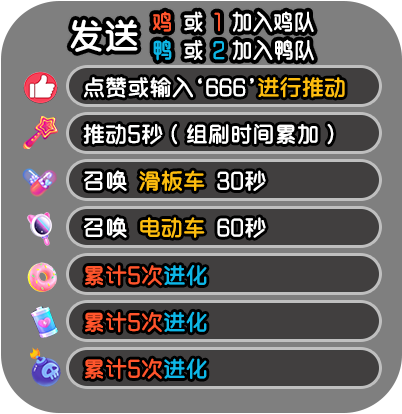 发送 鸡 或 1 加入鸡队
鸭 或 2 加入鸭队
点赞或输入‘666’进行推动
推动5秒（组刷时间累加）
召唤 滑板车 30秒
召唤 电动车 60秒
累计5次进化
累计5次进化
累计5次进化